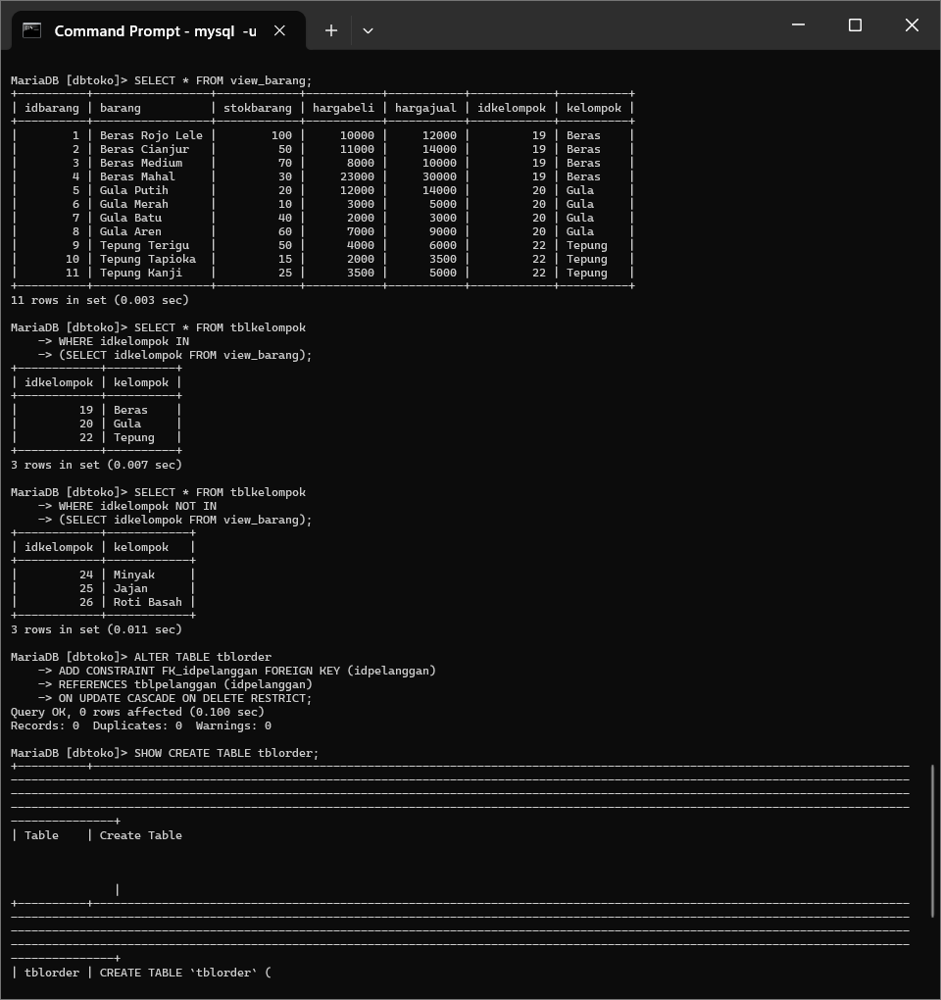 Command Prompt - mysql  -u
MariaDB [dbtoko]> SELECT * FROM view_barang;
+----------+-----------------+------------+-----------+-----------+------------+----------+
| idbarang | barang          | stokbarang | hargabeli | hargajual | idkelompok | kelompok |
+----------+-----------------+------------+-----------+-----------+------------+----------+
|        1 | Beras Rojo Lele |        100 |     10000 |     12000 |         19 | Beras    |
|        2 | Beras Cianjur   |         50 |     11000 |     14000 |         19 | Beras    |
|        3 | Beras Medium    |         70 |      8000 |     10000 |         19 | Beras    |
|        4 | Beras Mahal     |         30 |     23000 |     30000 |         19 | Beras    |
|        5 | Gula Putih      |         20 |     12000 |     14000 |         20 | Gula     |
|        6 | Gula Merah      |         10 |      3000 |      5000 |         20 | Gula     |
|        7 | Gula Batu       |         40 |      2000 |      3000 |         20 | Gula     |
|        8 | Gula Aren       |         60 |      7000 |      9000 |         20 | Gula     |
|        9 | Tepung Terigu   |         50 |      4000 |      6000 |         22 | Tepung   |
|       10 | Tepung Tapioka  |         15 |      2000 |      3500 |         22 | Tepung   |
|       11 | Tepung Kanji    |         25 |      3500 |      5000 |         22 | Tepung   |
+----------+-----------------+------------+-----------+-----------+------------+----------+
11 rows in set (0.003 sec)
MariaDB [dbtoko]> SELECT * FROM tblkelompok
    -> WHERE idkelompok IN
    -> (SELECT idkelompok FROM view_barang);
+------------+----------+
| idkelompok | kelompok |
+------------+----------+
|         19 | Beras    |
|         20 | Gula     |
|         22 | Tepung   |
+------------+----------+
3 rows in set (0.007 sec)
MariaDB [dbtoko]> SELECT * FROM tblkelompok
    -> WHERE idkelompok NOT IN
    -> (SELECT idkelompok FROM view_barang);
+------------+------------+
| idkelompok | kelompok   |
+------------+------------+
|         24 | Minyak     |
|         25 | Jajan      |
|         26 | Roti Basah |
+------------+------------+
3 rows in set (0.011 sec)
MariaDB [dbtoko]> ALTER TABLE tblorder
    -> ADD CONSTRAINT FK_idpelanggan FOREIGN KEY (idpelanggan)
    -> REFERENCES tblpelanggan (idpelanggan)
    -> ON UPDATE CASCADE ON DELETE RESTRICT;
Query OK, 0 rows affected (0.100 sec)
Records: 0  Duplicates: 0  Warnings: 0
MariaDB [dbtoko]> SHOW CREATE TABLE tblorder;
| Table    | Create Table
|
| tblorder | CREATE TABLE `tblorder` (